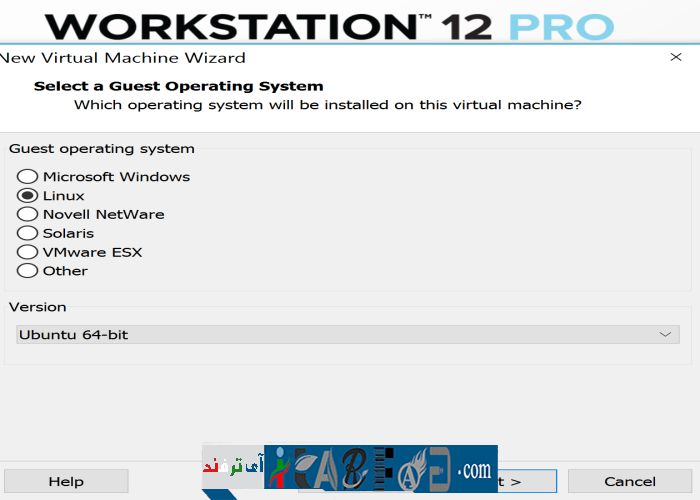 WORKSTATION™ 12 PRO
New Virtual Machine Wizard
Select a Guest Operating System
Which operating system will be installed on this virtual machine?
Guest operating system
Microsoft Windows
Linux
Novell NetWare
Solaris
VMware ESX
Other
Version
Ubuntu 64-bit
آی ترفند
.com
Help
t >
Cancel